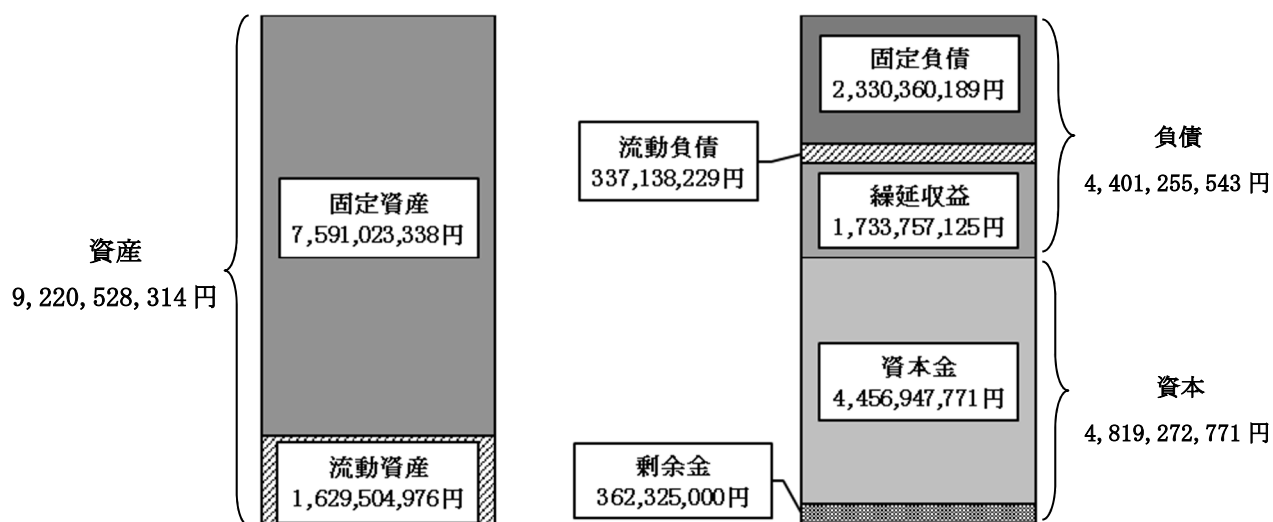 資産
9,220,528,314円
固定資産
7,591,023,338円
流動資産
1,629,504,976円
固定負債
2,330,360,189円
流動負債
337,138,229円
繰延収益
1,733,757,125円
負債
4,401,255,543円
資本金
4,456,947,771円
剰余金
362,325,000円
資本
4,819,272,771円